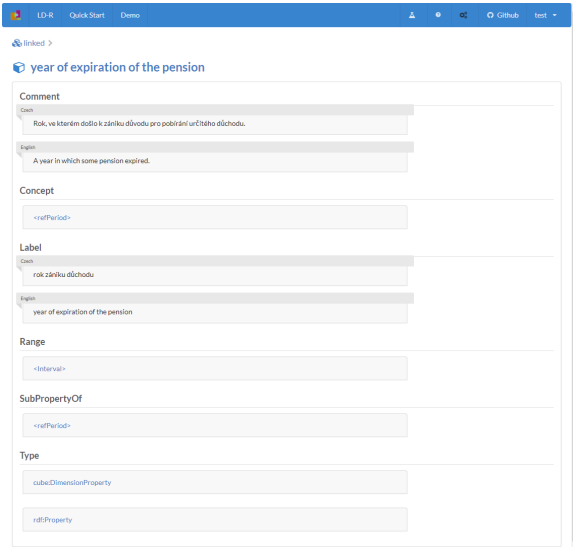 LD-R Quick Start Demo Github test
linked >
year of expiration of the pension
Comment
Czech
Rok, ve kterém došlo k zániku důvodu pro pobírání určitého důchodu.
English
A year in which some pension expired.
Concept
<refPeriod>
Label
Czech
rok zániku důchodu
English
year of expiration of the pension
Range
<Interval>
SubPropertyOf
<refPeriod>
Type
cube:DimensionProperty
rdf:Property